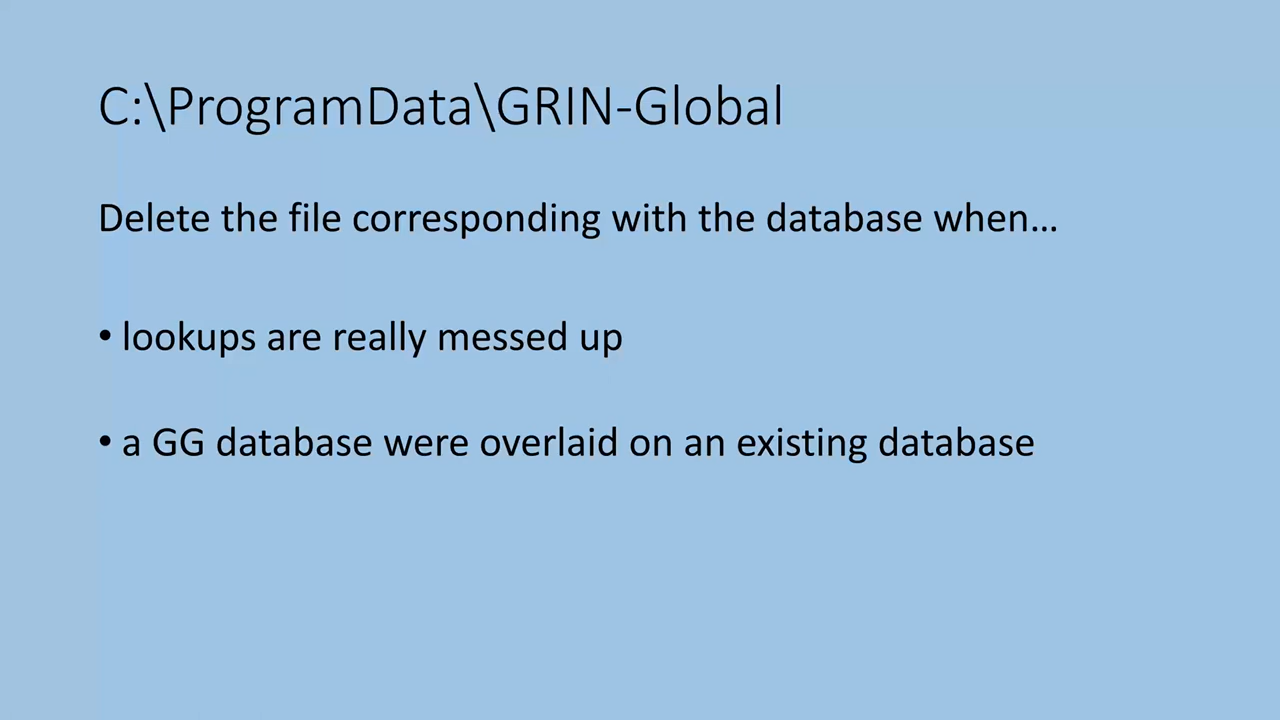 C:\ProgramData\GRIN-Global
Delete the file corresponding with the database when…
• lookups are really messed up
• a GG database were overlaid on an existing database